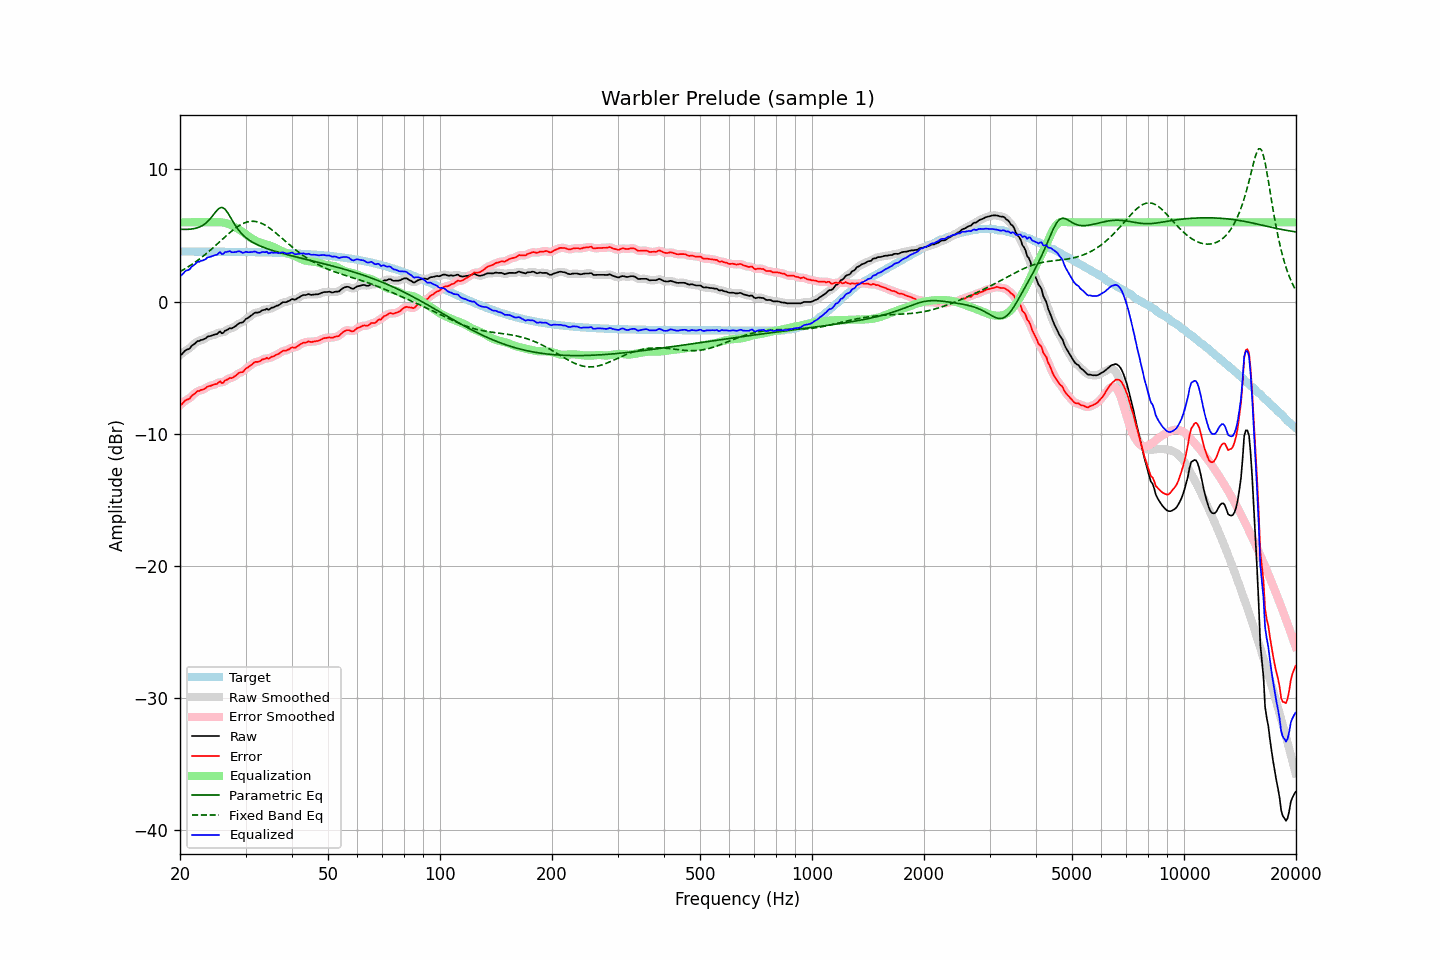 Warbler Prelude (sample 1)
Amplitude (dBr)
10
0
−10
−20
−30
−40
Target
Raw Smoothed
Error Smoothed
Raw
Error
Equalization
Parametric Eq
Fixed Band Eq
Equalized
20 50 100 200 500 1000 2000 5000 10000 20000
Frequency (Hz)